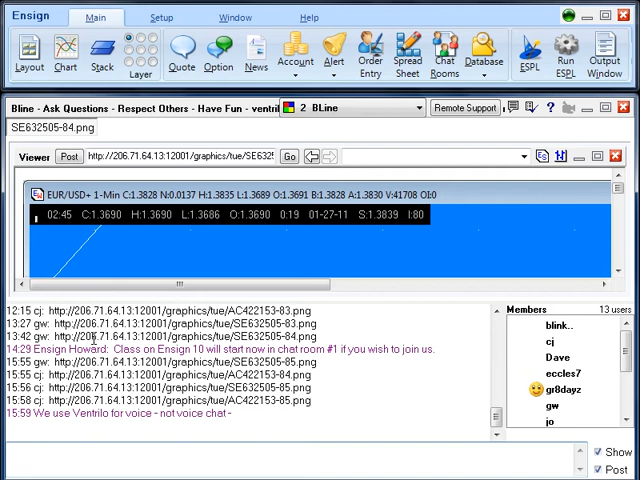 Ensign
Main
Setup
Window
Help
Layout
Chart
Stack
Layer
Quote
Option
News
Account
Alert
Order Entry
Spread Sheet
Chat Rooms
Database
ESPL
Run ESPL
Output Window
Bline - Ask Questions - Respect Others - Have Fun - ventril
2 BLine
Remote Support
SE632505-84.png
Viewer
Post
http://206.71.64.13:12001/graphics/tue/SE6325
Go
EUR/USD+ 1-Min C:1.3828 N:0.0137 H:1.3835 L:1.3689 O:1.3691 B:1.3828 A:1.3830 V:41708 OI:0
02:45 C:1.3690 H:1.3690 L:1.3686 O:1.3690 0:19 01-27-11 S:1.3839 I:80
12:15 cj: http://206.71.64.13:12001/graphics/tue/AC422153-83.png
13:27 gw: http://206.71.64.13:12001/graphics/tue/SE632505-83.png
13:42 gw: http://206.71.64.13:12001/graphics/tue/SE632505-84.png
14:29 Ensign Howard: Class on Ensign 10 will start now in chat room #1 if you wish to join us.
15:55 gw: http://206.71.64.13:12001/graphics/tue/SE632505-85.png
15:55 cj: http://206.71.64.13:12001/graphics/tue/AC422153-84.png
15:56 cj: http://206.71.64.13:12001/graphics/tue/SE632505-85.png
15:58 cj: http://206.71.64.13:12001/graphics/tue/AC422153-85.png
15:59 We use Ventrilo for voice - not voice chat -
Members
13 users
blink..
cj
Dave
eccles7
gr8dayz
gw
jo
Show
Post